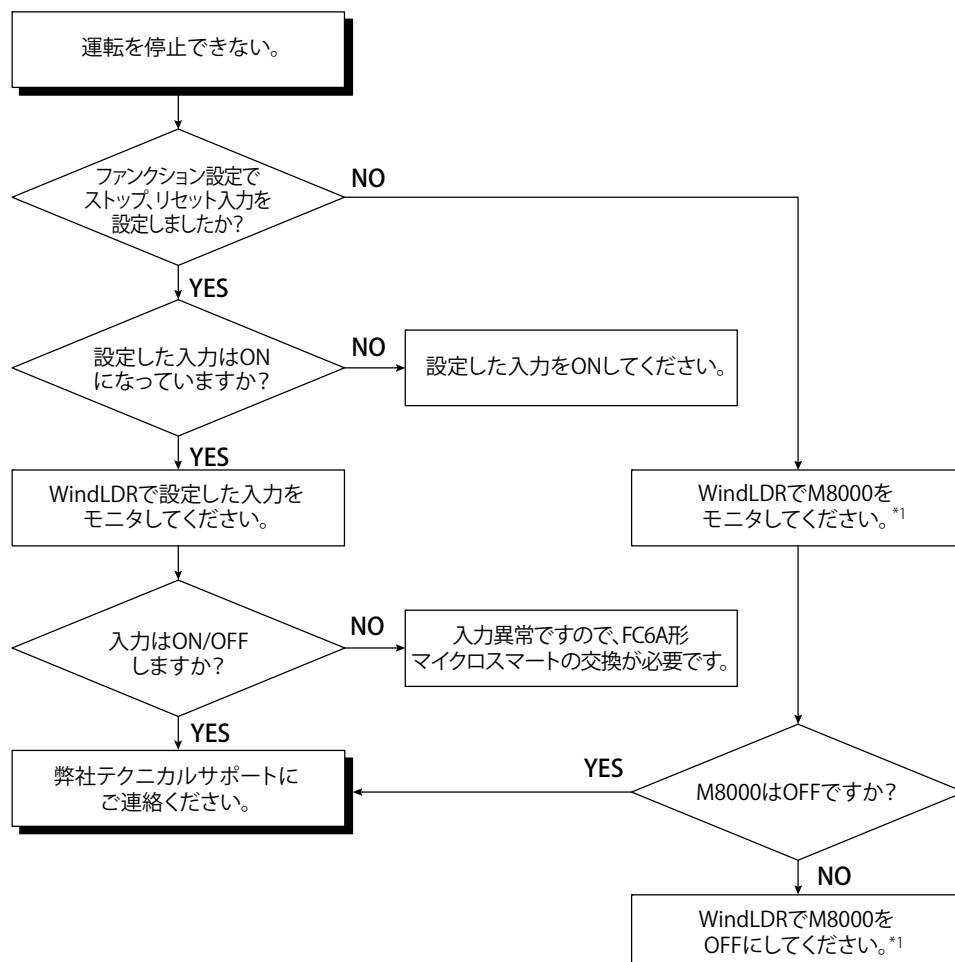 運転を停止できない。
ファンクション設定で
ストップ、リセット入力を
設定しましたか？
NO
YES
設定した入力はON
になっていますか？
NO
設定した入力をONしてください。
YES
WindLDRで設定した入力を
モニタしてください。
WindLDRでM8000を
モニタしてください。*1
入力はON/OFF
しますか？
NO
入力異常ですので、FC6A形
マイクロスマートの交換が必要です。
YES
弊社テクニカルサポートに
ご連絡ください。
YES
M8000はOFFですか？
NO
WindLDRでM8000を
OFFにしてください。*1